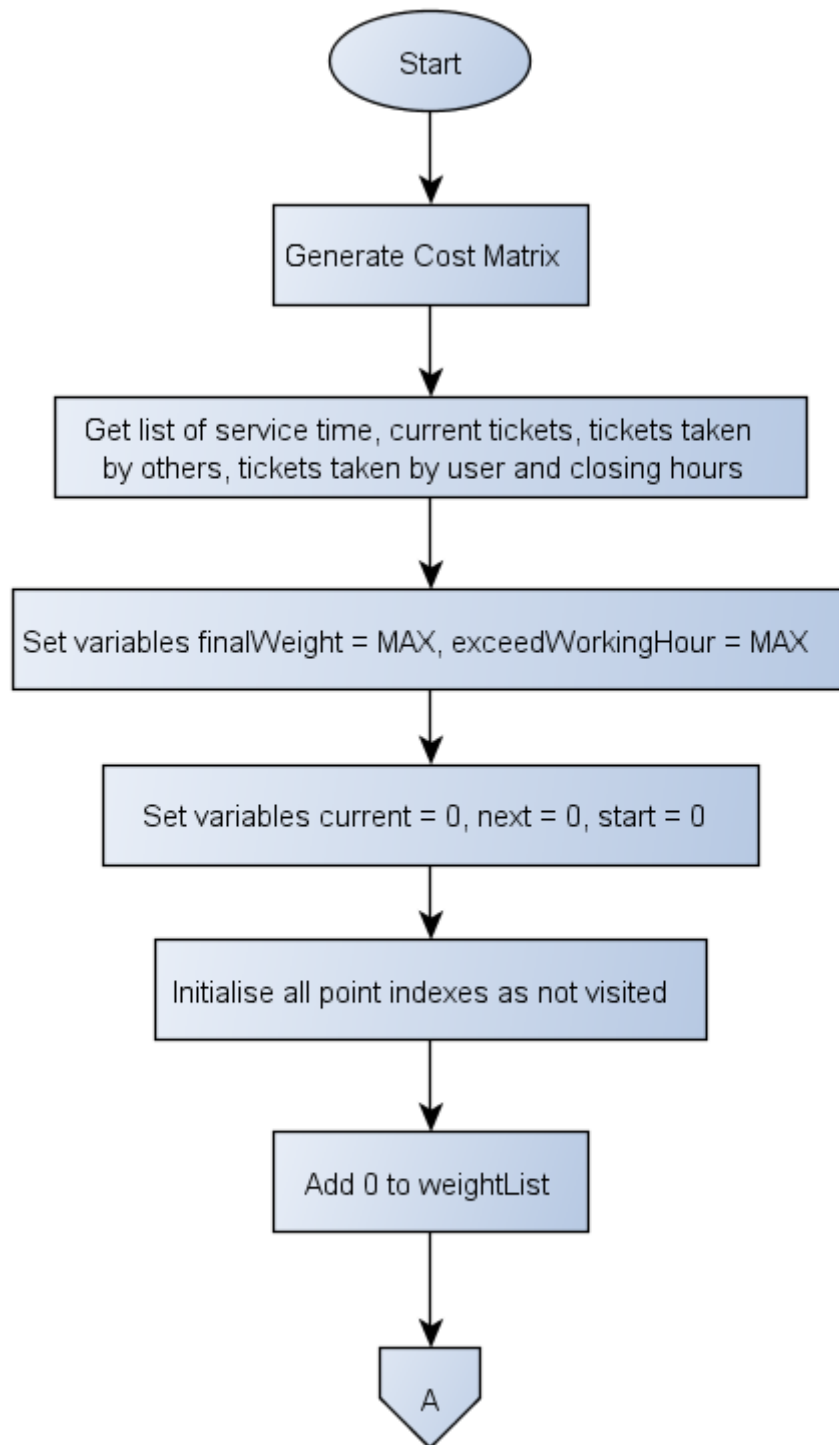 Start
Generate Cost Matrix
Get list of service time, current tickets, tickets taken
by others, tickets taken by user and closing hours
Set variables finalWeight = MAX, exceedWorkingHour = MAX
Set variables current = 0, next = 0, start = 0
Initialise all point indexes as not visited
Add 0 to weightList
A